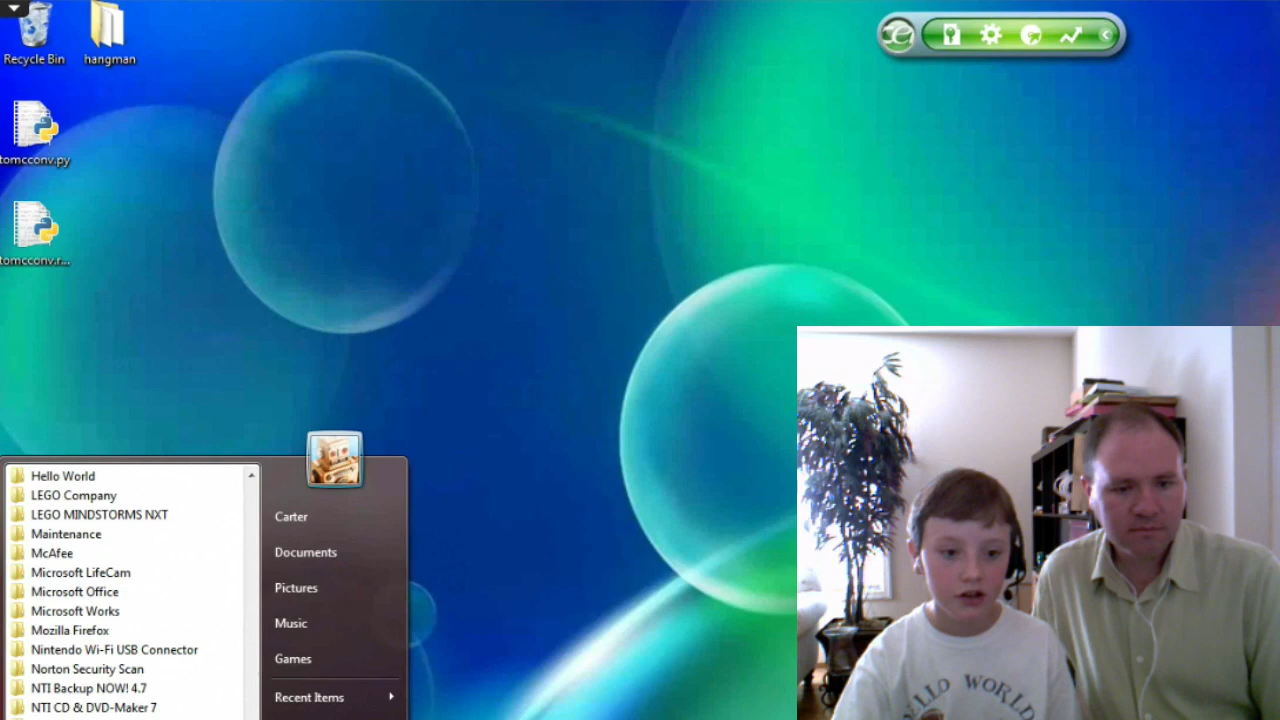 Recycle Bin
hangman
tomcconv.py
tomcconv.r...
Hello World
LEGO Company
LEGO MINDSTORMS NXT
Maintenance
McAfee
Microsoft LifeCam
Microsoft Office
Microsoft Works
Mozilla Firefox
Nintendo Wi-Fi USB Connector
Norton Security Scan
NTI Backup NOW! 4.7
NTI CD & DVD-Maker 7
Carter
Documents
Pictures
Music
Games
Recent Items
HELLO WORLD